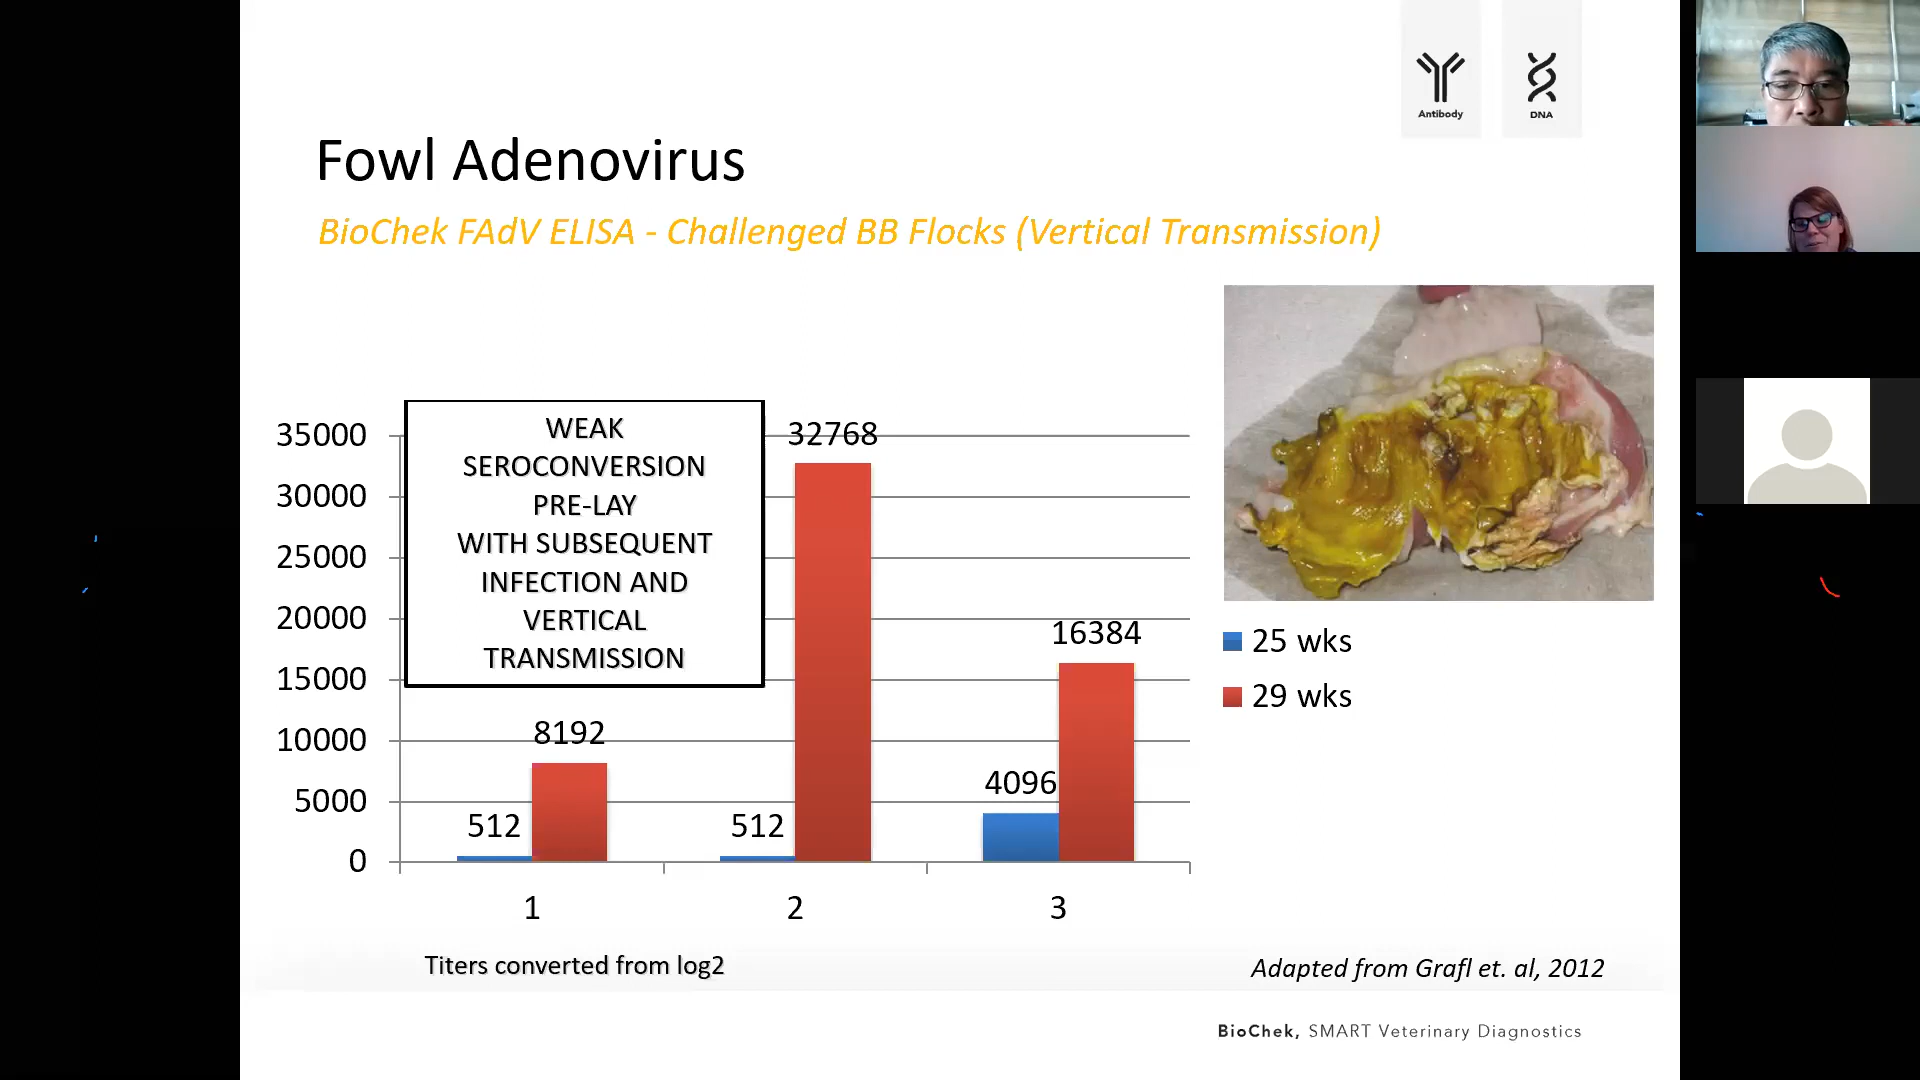 Antibody
DNA
Fowl Adenovirus
BioChek FAdV ELISA - Challenged BB Flocks (Vertical Transmission)
WEAK
SEROCONVERSION
PRE-LAY
WITH SUBSEQUENT
INFECTION AND
VERTICAL
TRANSMISSION
35000
30000
25000
20000
15000
10000
5000
0
512
8192
512
32768
4096
16384
1
2
3
25 wks
29 wks
Titers converted from log2
Adapted from Grafl et. al, 2012
BioChek, SMART Veterinary Diagnostics